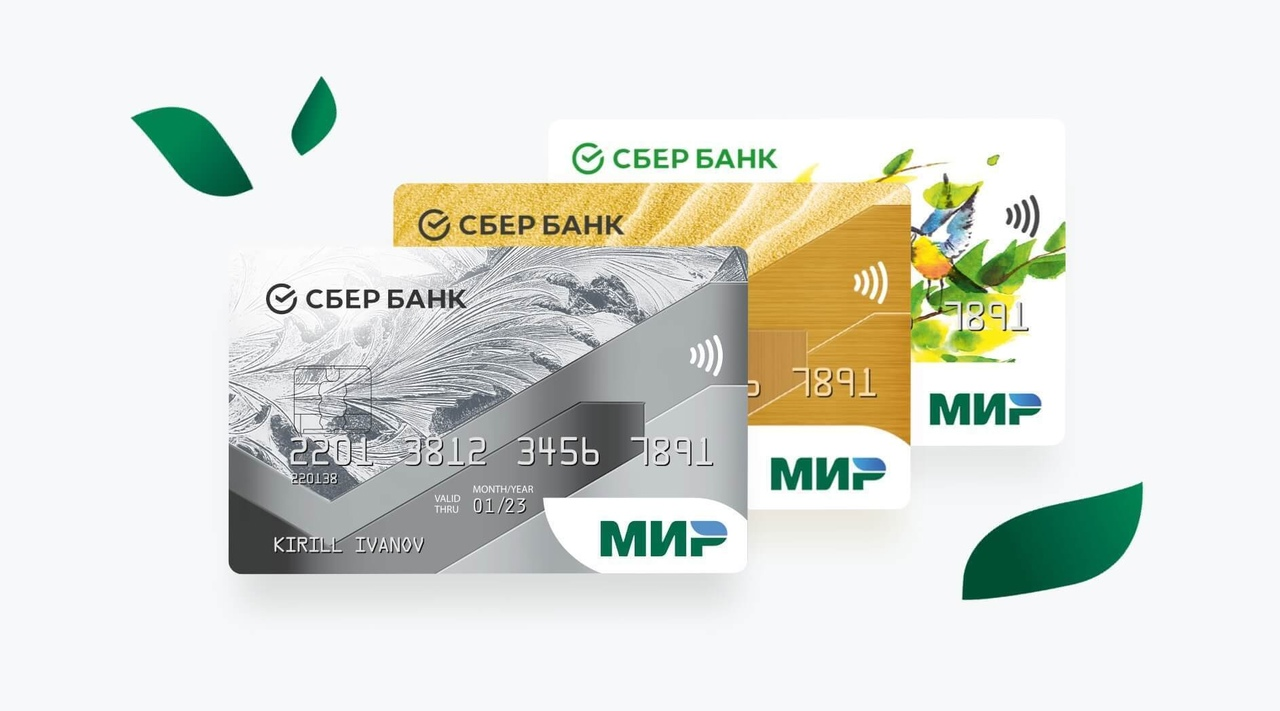 СБЕР БАНК
7891
МИР
СБЕР БАНК
7891
МИР
СБЕР БАНК
2201 3812 3456 7891
220138
VALID THRU
MONTH/YEAR
01/23
KIRILL IVANOV
МИР